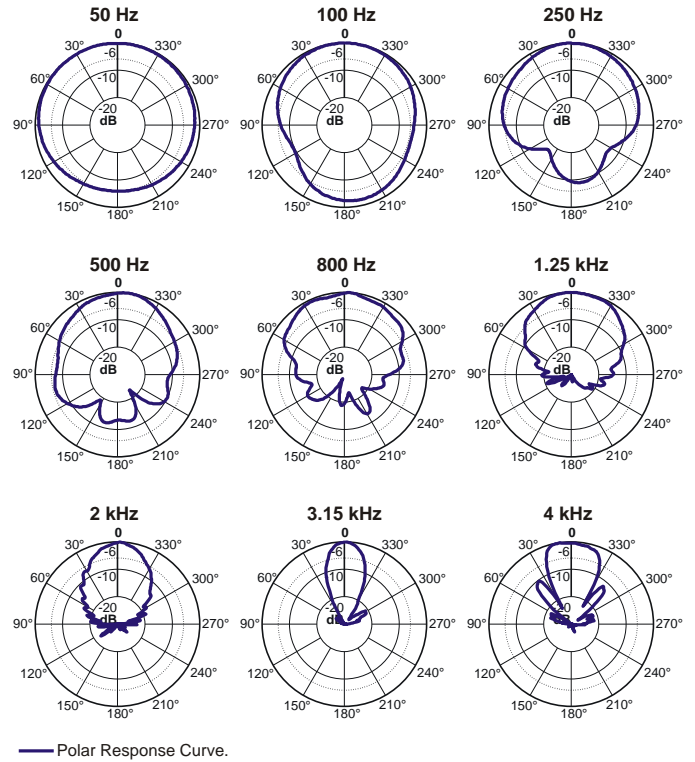 50 Hz 100 Hz 250 Hz
0 0 0
30° 330° 30° 330° 30° 330°
-6 -6 -6
60° -10 300° 60° -10 300° 60° -10 300°
-20 -20 -20
90° dB 270° 90° dB 270° 90° dB 270°
120° 240° 120° 240° 120° 240°
150° 210° 150° 210° 150° 210°
180° 180° 180°
500 Hz 800 Hz 1.25 kHz
0 0 0
30° 330° 30° 330° 30° 330°
-6 -6 -6
60° -10 300° 60° -10 300° 60° -10 300°
-20 -20 -20
90° dB 270° 90° dB 270° 90° dB 270°
120° 240° 120° 240° 120° 240°
150° 210° 150° 210° 150° 210°
180° 180° 180°
2 kHz 3.15 kHz 4 kHz
0 0 0
30° 330° 30° 330° 30° 330°
-6 -6 -6
60° -10 300° 60° -10 300° 60° -10 300°
-20 -20 -20
90° dB 270° 90° dB 270° 90° dB 270°
120° 240° 120° 240° 120° 240°
150° 210° 150° 210° 150° 210°
180° 180° 180°
Polar Response Curve.